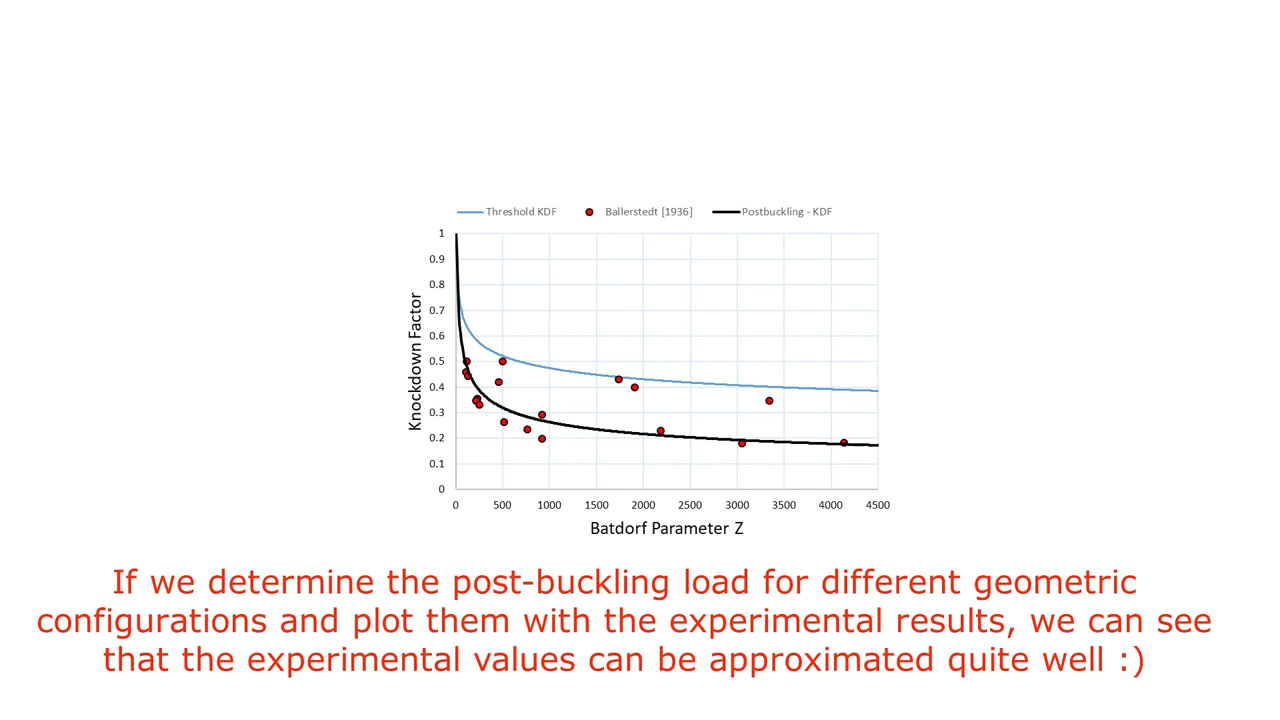 Threshold KDF Ballerstedt [1936] Postbuckling - KDF
1
0.9
0.8
0.7
0.6
0.5
0.4
0.3
0.2
0.1
0
Knockdown Factor
0 500 1000 1500 2000 2500 3000 3500 4000 4500
Batdorf Parameter Z
If we determine the post-buckling load for different geometric
configurations and plot them with the experimental results, we can see
that the experimental values can be approximated quite well :)